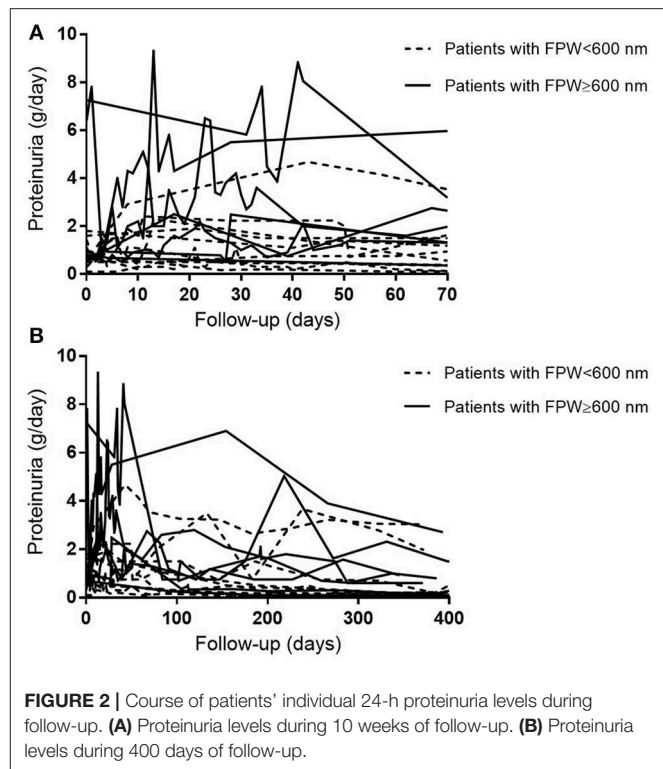 A
Patients with FPW<600 nm
Patients with FPW≥600 nm
Proteinuria (g/day)
10
8
6
4
2
0
0 10 20 30 40 50 60 70
Follow-up (days)
B
Patients with FPW<600 nm
Patients with FPW≥600 nm
Proteinuria (g/day)
10
8
6
4
2
0
0 100 200 300 400
Follow-up (days)
FIGURE 2 | Course of patients' individual 24-h proteinuria levels during
follow-up. (A) Proteinuria levels during 10 weeks of follow-up. (B) Proteinuria
levels during 400 days of follow-up.